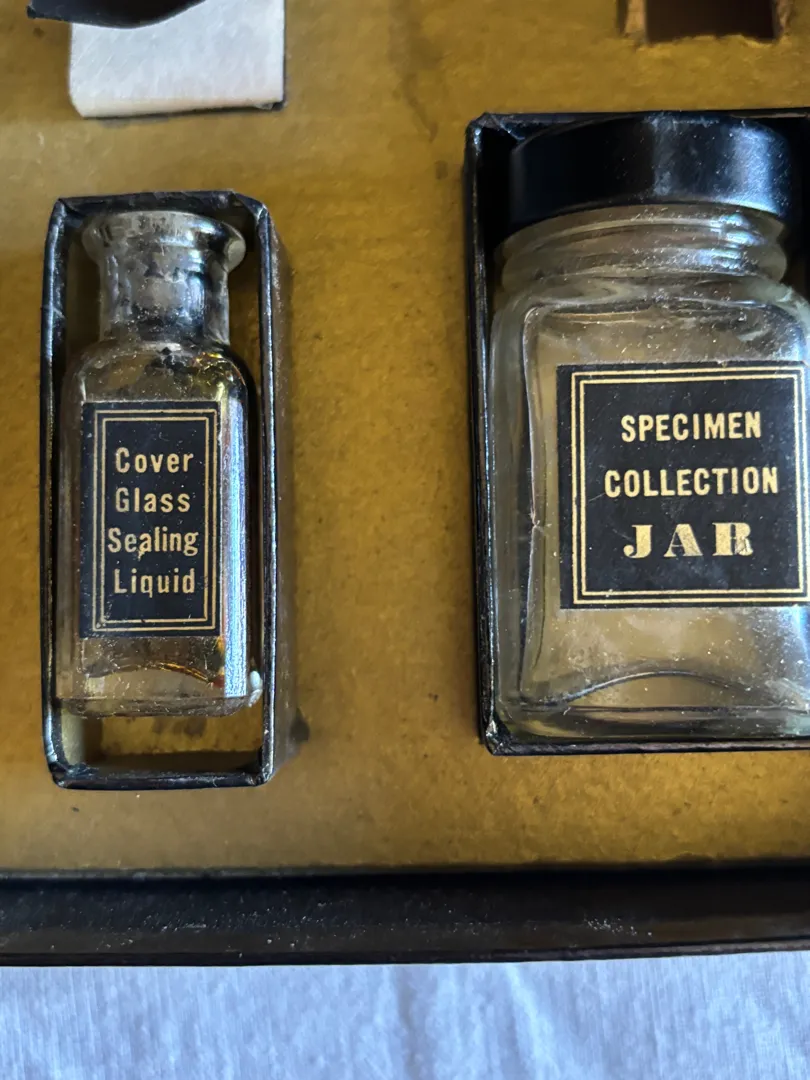 Cover
Glass
Sealing
Liquid
SPECIMEN
COLLECTION
JAR